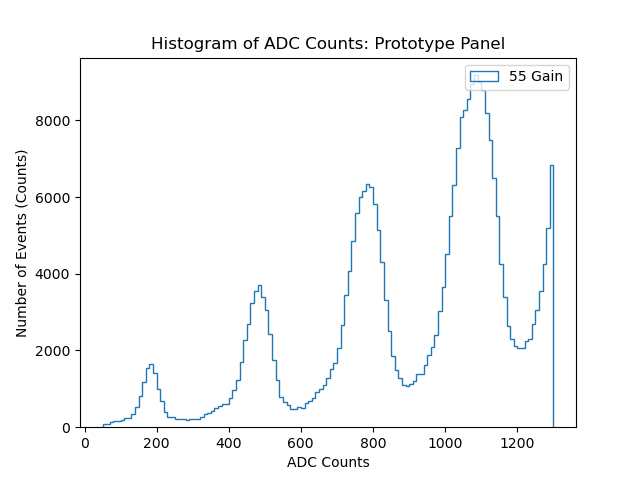 Histogram of ADC Counts: Prototype Panel
55 Gain
Number of Events (Counts)
8000
6000
4000
2000
0
0 200 400 600 800 1000 1200
ADC Counts